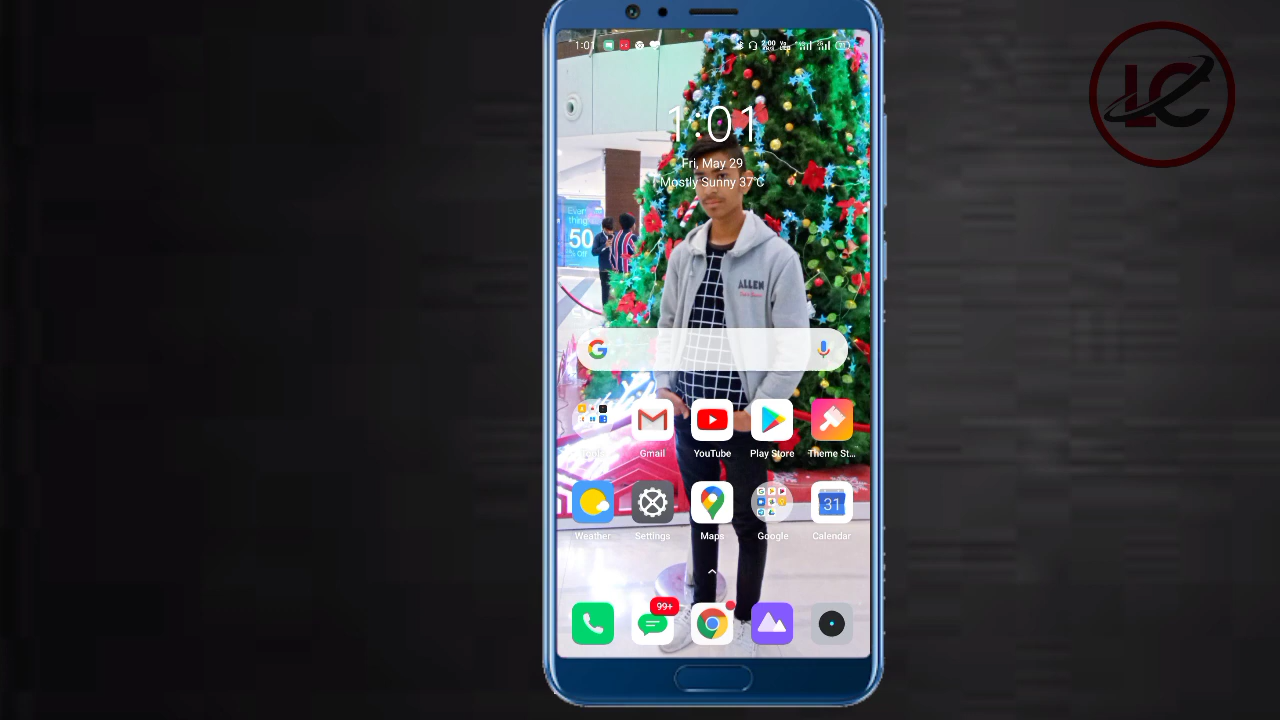 1:01
LC
1:01
Fri, May 29
Mostly Sunny 37°C
50
ALLEN
Gmail
YouTube
Play Store
Theme St...
Weather
Settings
Maps
Google
31
Calendar
99+